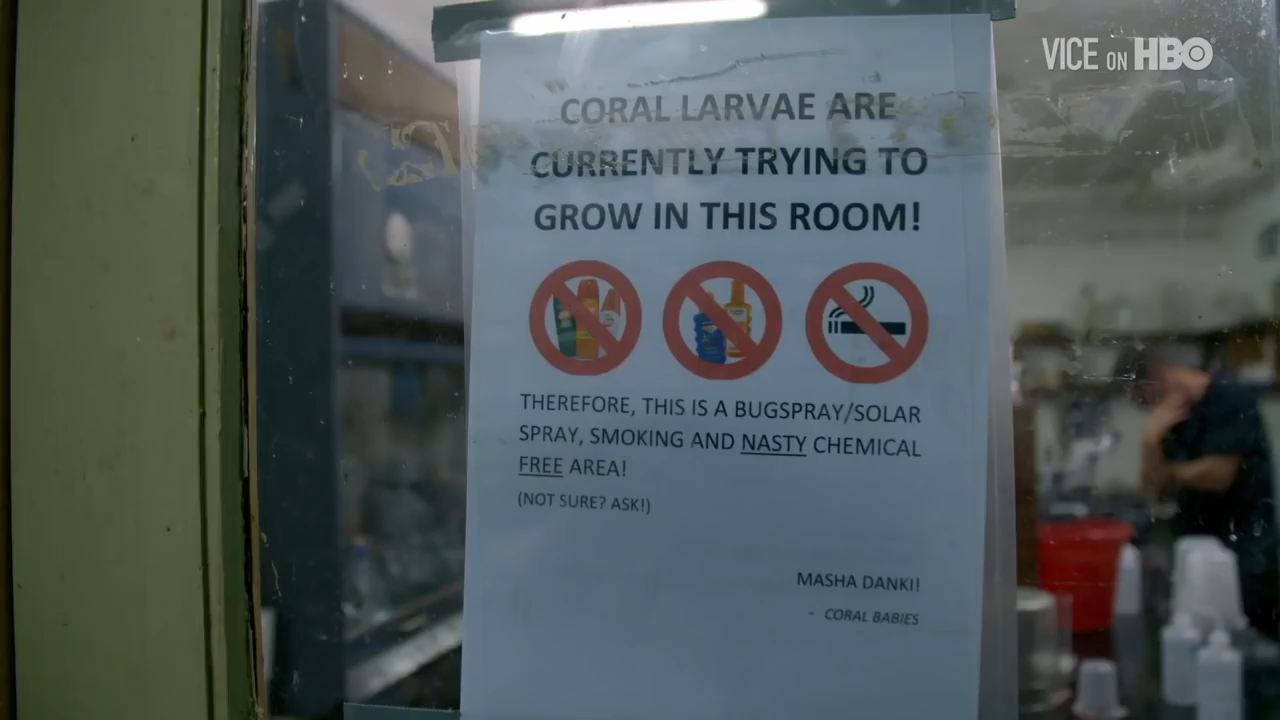 VICE ON HBO
CORAL LARVAE ARE
CURRENTLY TRYING TO
GROW IN THIS ROOM!
THEREFORE, THIS IS A BUGSPRAY/SOLAR
SPRAY, SMOKING AND NASTY CHEMICAL
FREE AREA!
(NOT SURE? ASK!)
MASHA DANKI!
- CORAL BABIES